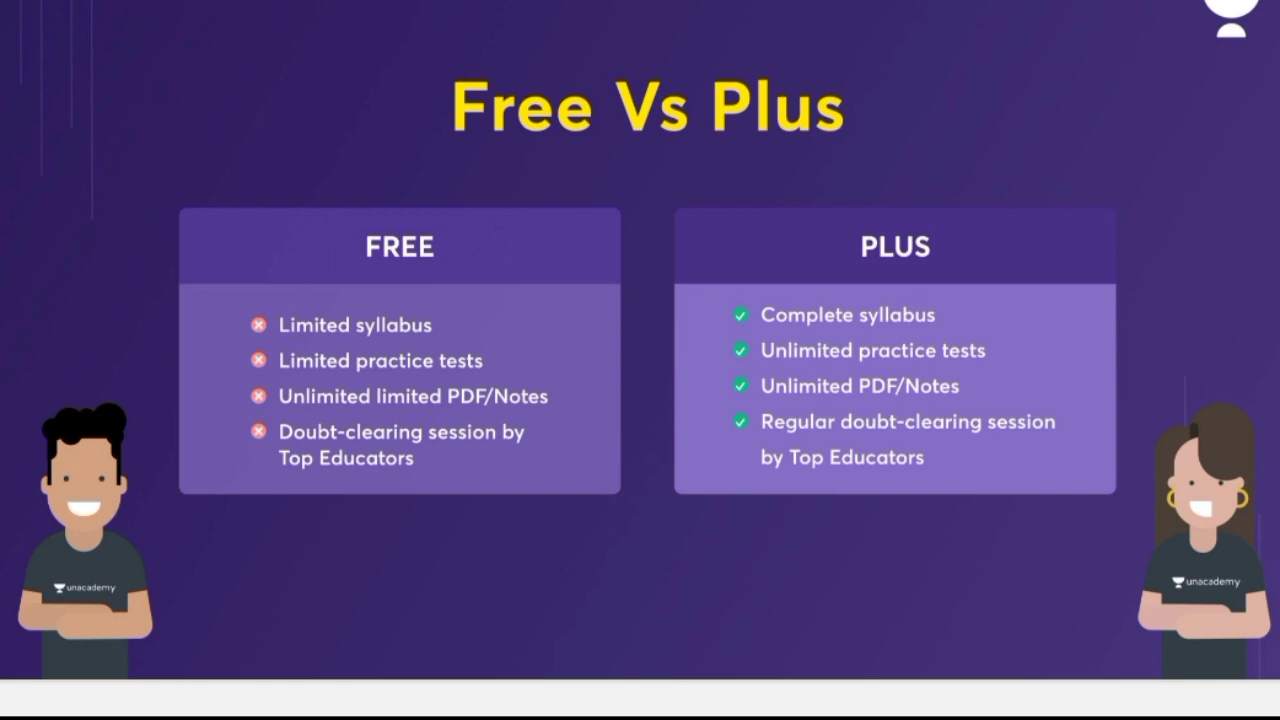 Free Vs Plus
FREE
Limited syllabus
Limited practice tests
Unlimited limited PDF/Notes
Doubt-clearing session by
Top Educators
PLUS
Complete syllabus
Unlimited practice tests
Unlimited PDF/Notes
Regular doubt-clearing session
by Top Educators
unacademy
unacademy